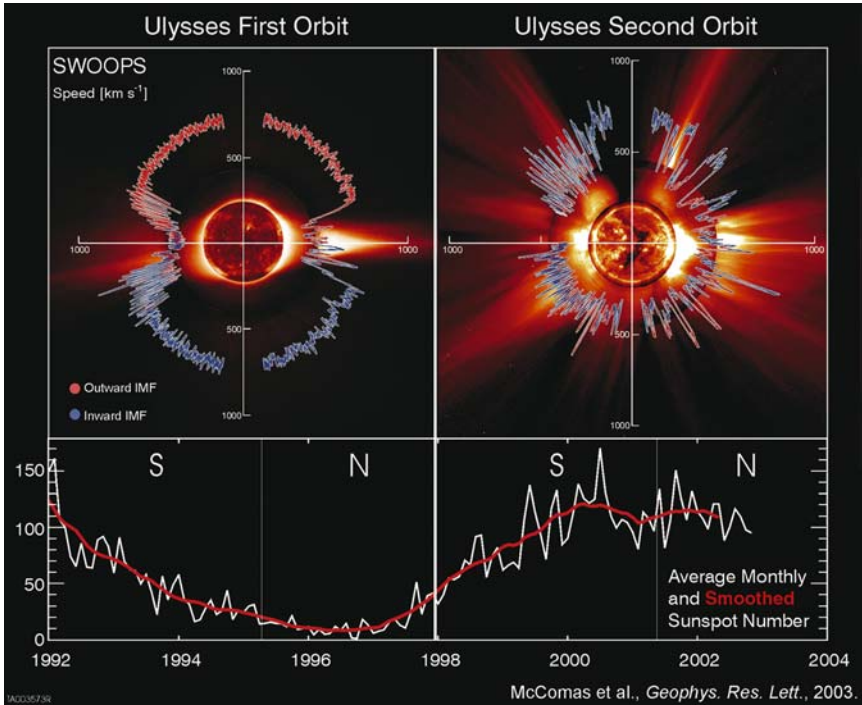 Ulysses First Orbit
Ulysses Second Orbit
SWOOPS
Speed [km s⁻¹]
1000
500
1000
1000
500
1000
Outward IMF
Inward IMF
1000
500
1000
1000
500
1000
S
N
S
N
150
100
50
0
Average Monthly
and Smoothed
Sunspot Number
1992
1994
1996
1998
2000
2002
2004
McComas et al., Geophys. Res. Lett., 2003.